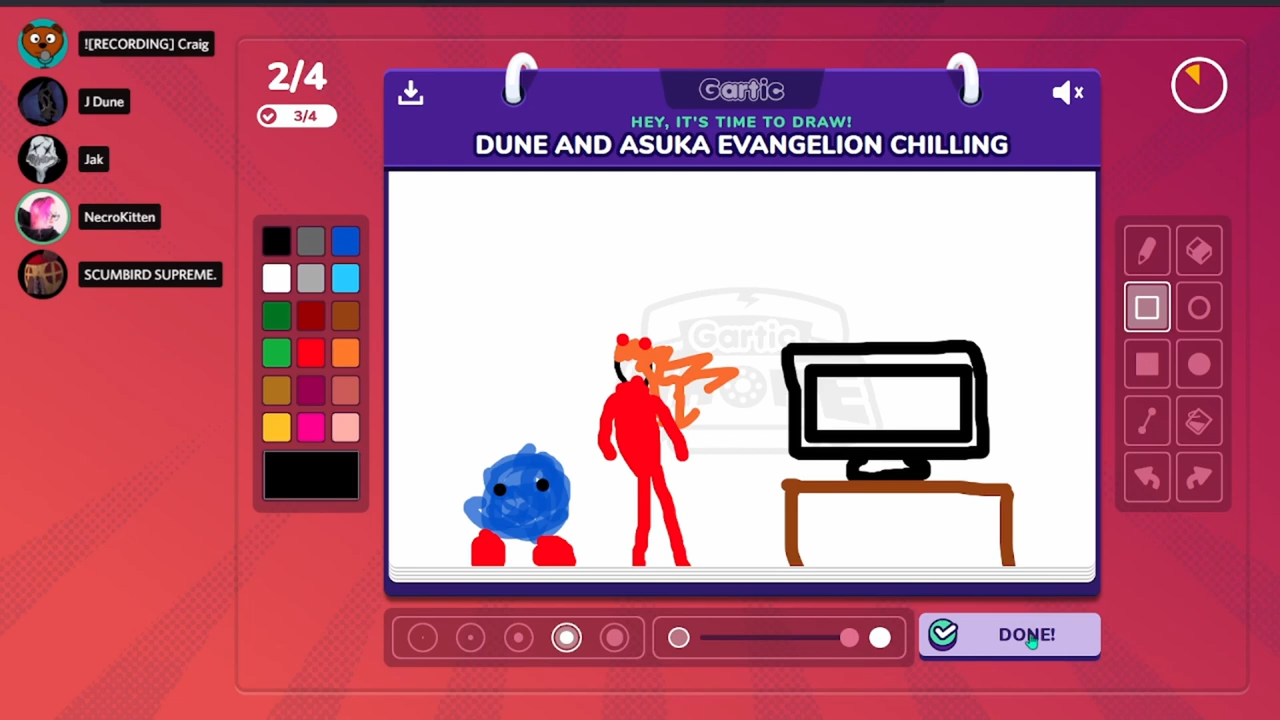 ![RECORDING] Craig
J Dune
Jak
NecroKitten
SCUMBIRD SUPREME.
2/4
3/4
Gartic
HEY, IT'S TIME TO DRAW!
DUNE AND ASUKA EVANGELION CHILLING
Gartic
DONE!